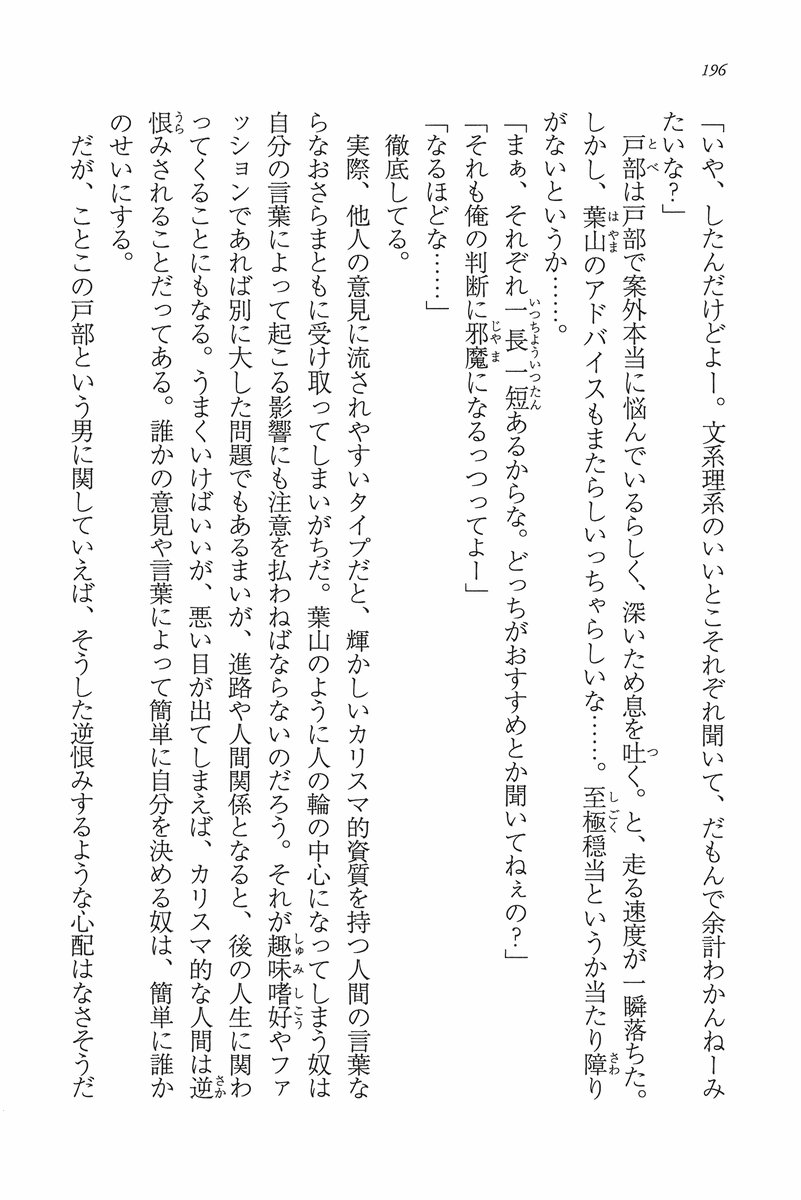 196
「いや、したんだけどよー。文系理系のいいとこそれぞれ聞いて、だもんで余計わかんねーみ
たいな?」
戸部は戸部で案外本当に悩んでいるらしく、深いため息を吐く。と、走る速度が一瞬落ちた。
しかし、葉山のアドバイスもまたらしいっちゃらしいな……。至極穏当というか当たり障り
がないというか……。
「まぁ、それぞれ一長一短あるからな。どっちがおすすめとか聞いてねぇの?」
「それも俺の判断に邪魔になるっつってよー」
「なるほどな……」
徹底してる。
実際、他人の意見に流されやすいタイプだと、輝かしいカリスマ的資質を持つ人間の言葉な
らなおさらまともに受け取ってしまいがちだ。葉山のように人の輪の中心になってしまう奴は
自分の言葉によって起こる影響にも注意を払わねばならないのだろう。それが趣味嗜好やファ
ッションであれば別に大した問題でもあるまいが、進路や人間関係となると、後の人生に関わ
ってくることにもなる。うまくいけばいいが、悪い目が出てしまえば、カリスマ的な人間は逆
恨みされることだってある。誰かの意見や言葉によって簡単に自分を決める奴は、簡単に誰か
のせいにする。
だが、ことこの戸部という男に関していえば、そうした逆恨みするような心配はなさそうだ